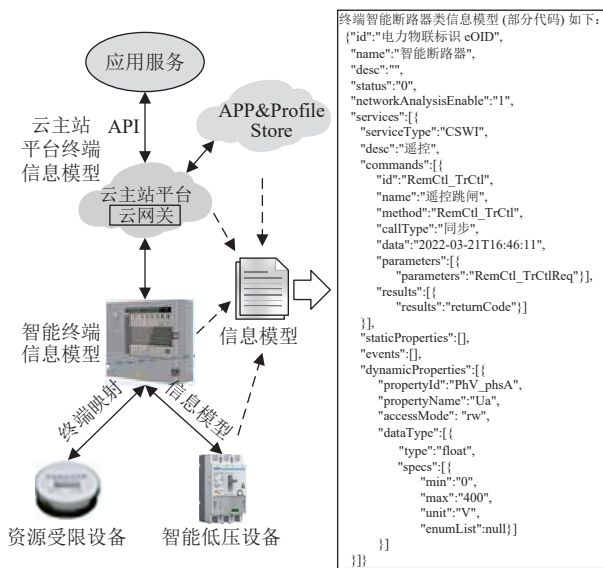 应用服务
云主站
平台终端
信息模型
API
APP&Profile
Store
云主站平台
云网关
智能终端
信息模型
信息模型
终端映射
信息模型
资源受限设备
智能低压设备
终端智能断路器类信息模型 (部分代码) 如下:
{"id":"电力物联标识 eOID",
"name":"智能断路器",
"desc":"",
"status":"0",
"networkAnalysisEnable":"1",
"services":[{
"serviceType":"CSWI",
"desc":"遥控",
"commands":[{
"id":"RemCtl_TrCtl",
"name":"遥控跳闸",
"method":"RemCtl_TrCtl",
"callType":"同步",
"data":"2022-03-21T16:46:11",
"parameters":[{
"parameters":"RemCtl_TrCtlReq"}],
"results":[{
"results":"returnCode"}]
}],
"staticProperties":[],
"events":[],
"dynamicProperties":[{
"propertyId":"PhV_phsA",
"propertyName":"Ua",
"accessMode": "rw",
"dataType":[{
"type":"float",
"specs":[{
"min":"0",
"max":"400",
"unit":"V",
"enumList":null}]
}]
}]}